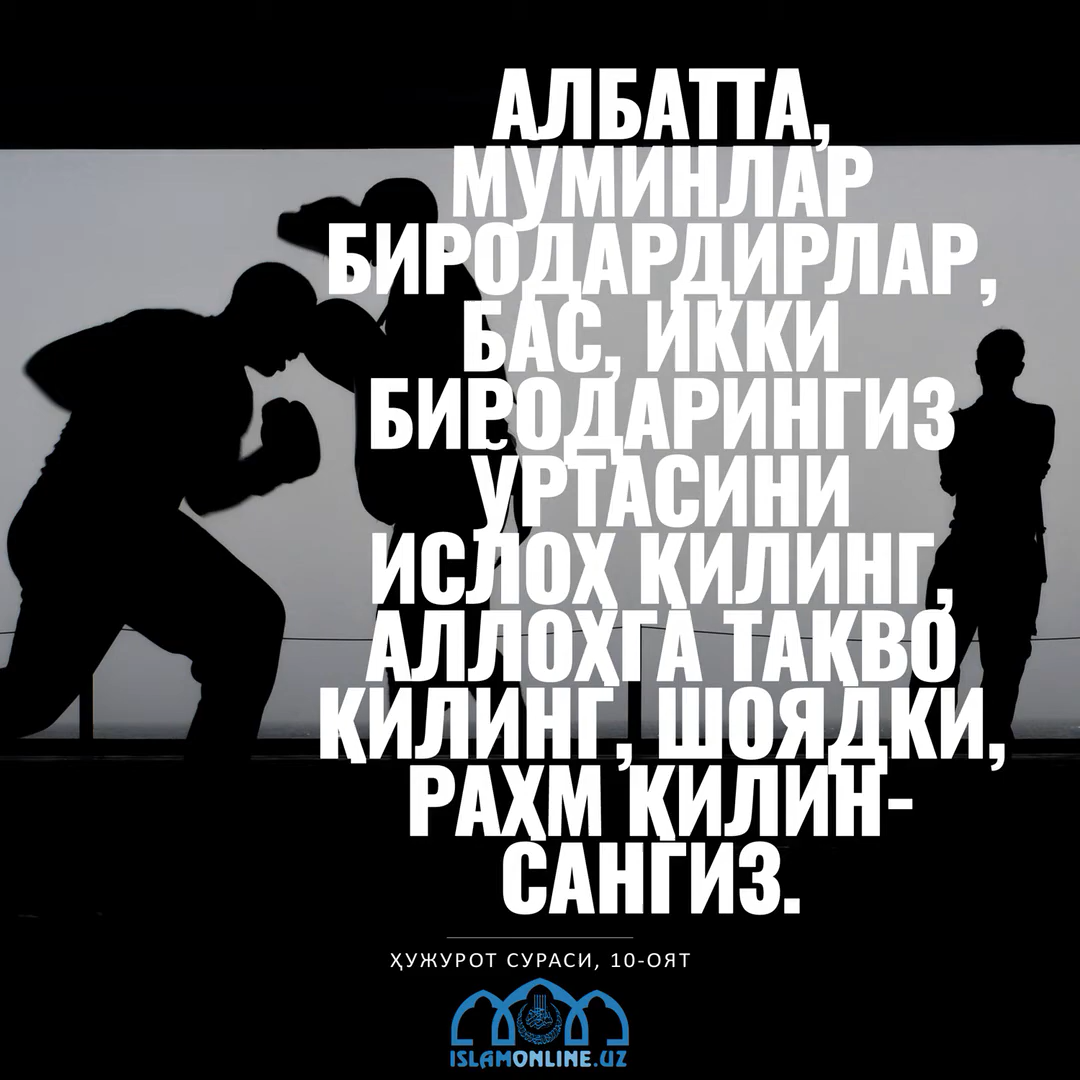 АЛБАТТА,
МЎМИНЛАР
БИРОДАРДИРЛАР,
БАС, ИККИ
БИРОДАРИНГИЗ
ЎРТАСИНИ
ИСЛОҲ ҚИЛИНГ,
АЛЛОҲГА ТАҚВО
ҚИЛИНГ, ШОЯДКИ,
РАҲМ ҚИЛИН-
САНГИЗ.
ҲУЖУРОТ СУРАСИ, 10-ОЯТ
ISLAMONLINE.UZ